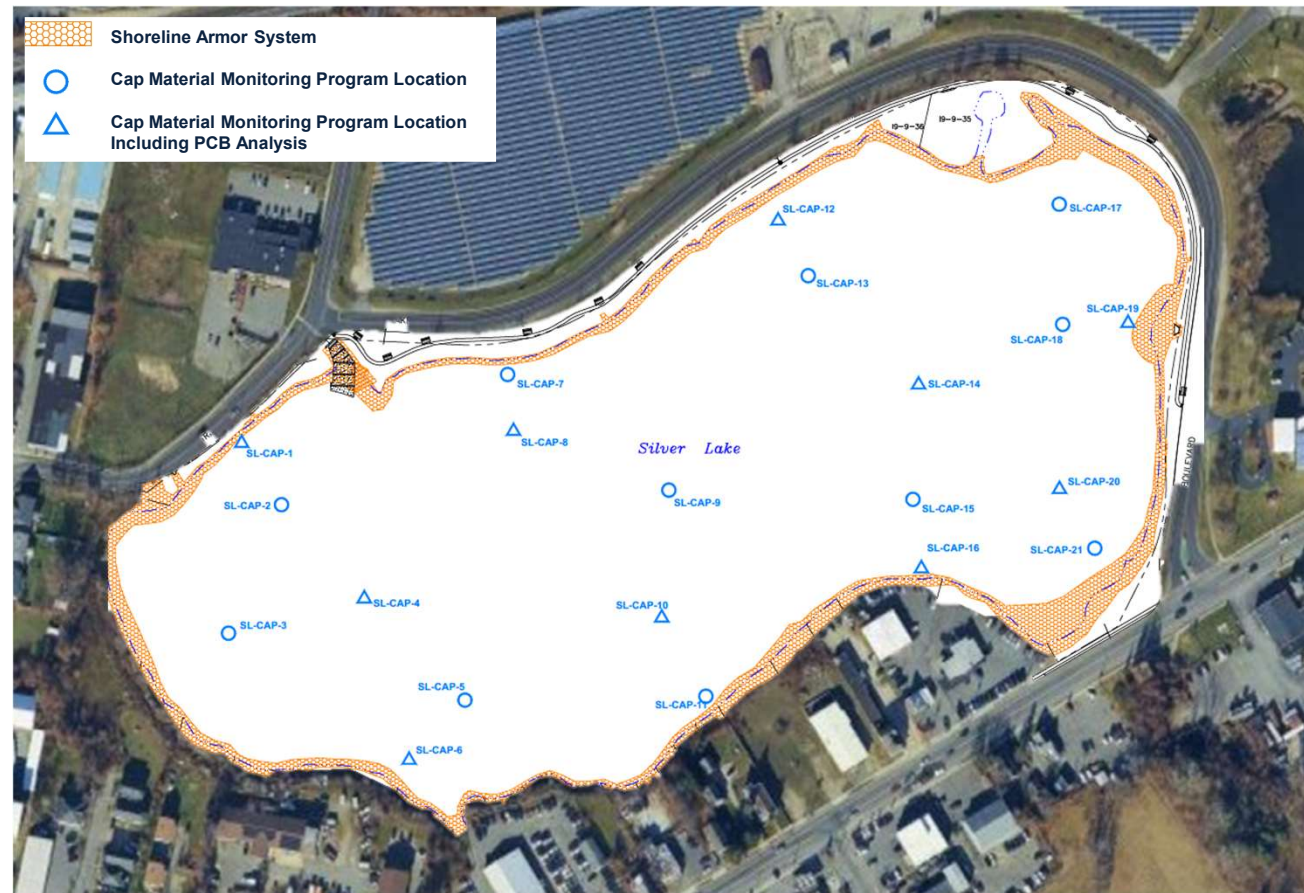 Shoreline Armor System
Cap Material Monitoring Program Location
Cap Material Monitoring Program Location
Including PCB Analysis
I9-9-36
I9-9-35
SL-CAP-12
SL-CAP-17
SL-CAP-13
SL-CAP-19
SL-CAP-18
SL-CAP-7
SL-CAP-14
SL-CAP-8
SL-CAP-1
Silver Lake
SL-CAP-20
SL-CAP-2
SL-CAP-9
SL-CAP-15
BOULEVARD
SL-CAP-21
SL-CAP-16
SL-CAP-4
SL-CAP-10
SL-CAP-3
SL-CAP-5
SL-CAP-11
SL-CAP-6